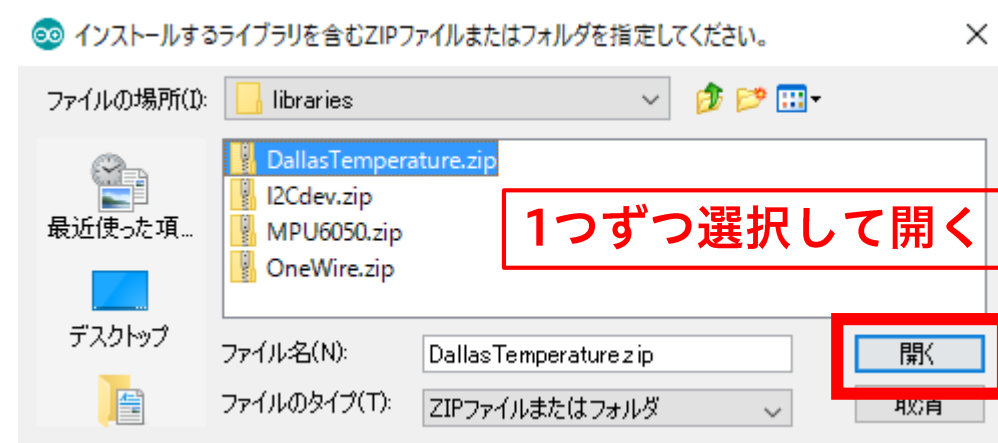 インストールするライブラリを含むZIPファイルまたはフォルダを指定してください。
ファイルの場所(I):
libraries
最近使った項...
デスクトップ
DallasTemperature.zip
I2Cdev.zip
MPU6050.zip
OneWire.zip
1つずつ選択して開く
ファイル名(N):
DallasTemperature.zip
開く
ファイルのタイプ(T):
ZIPファイルまたはフォルダ
取消